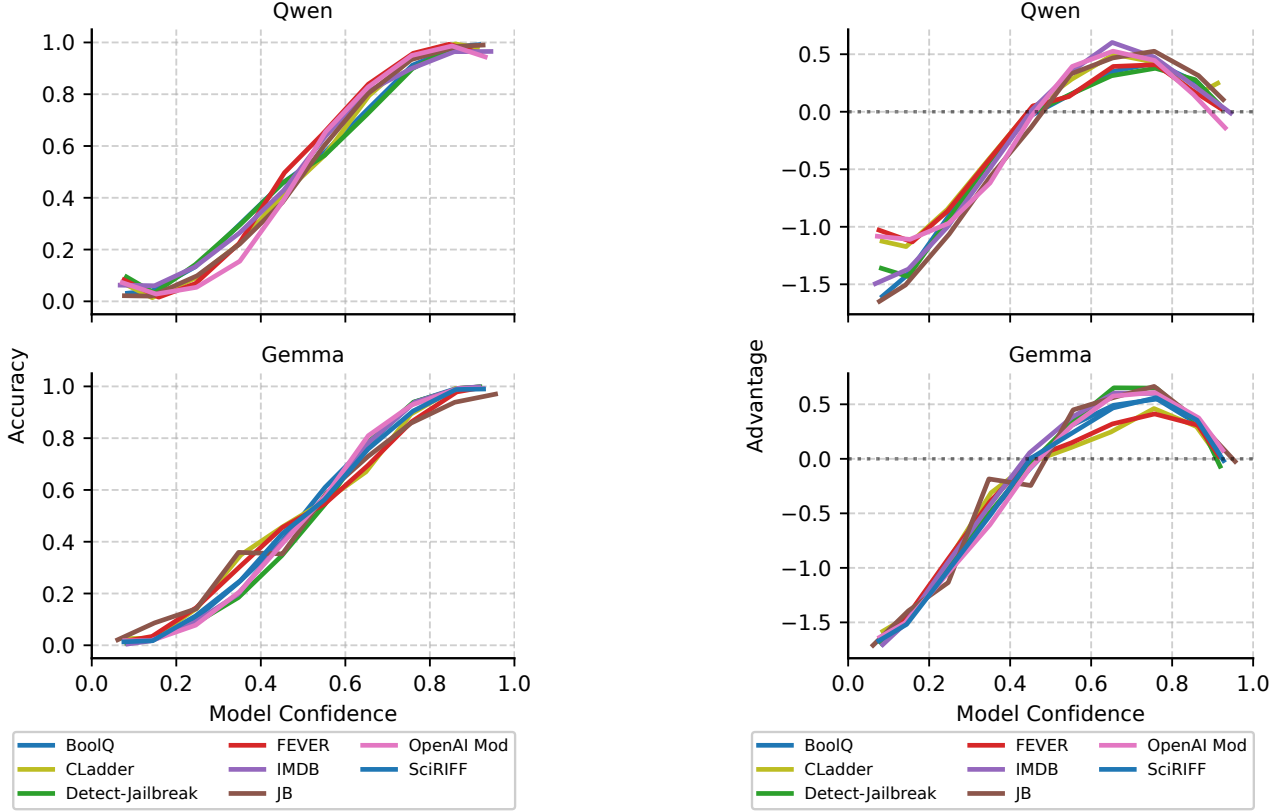 Qwen
1.0
0.8
0.6
0.4
0.2
0.0
Gemma
1.0
0.8
0.6
0.4
0.2
0.0
Accuracy
0.0 0.2 0.4 0.6 0.8 1.0
Model Confidence
BoolQ FEVER OpenAI Mod
CLadder IMDB SciRIFF
Detect-Jailbreak JB
Qwen
0.5
0.0
−0.5
−1.0
−1.5
Gemma
0.5
0.0
−0.5
−1.0
−1.5
Advantage
0.0 0.2 0.4 0.6 0.8 1.0
Model Confidence
BoolQ FEVER OpenAI Mod
CLadder IMDB SciRIFF
Detect-Jailbreak JB